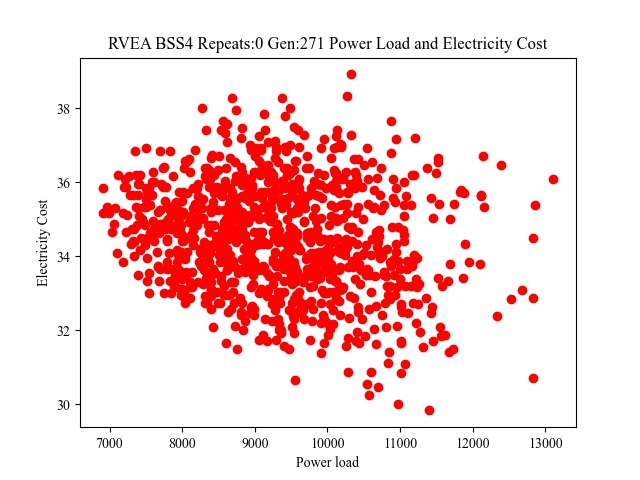 RVEA BSS4 Repeats:0 Gen:271 Power Load and Electricity Cost
38
36
34
32
30
Electricity Cost
7000 8000 9000 10000 11000 12000 13000
Power load